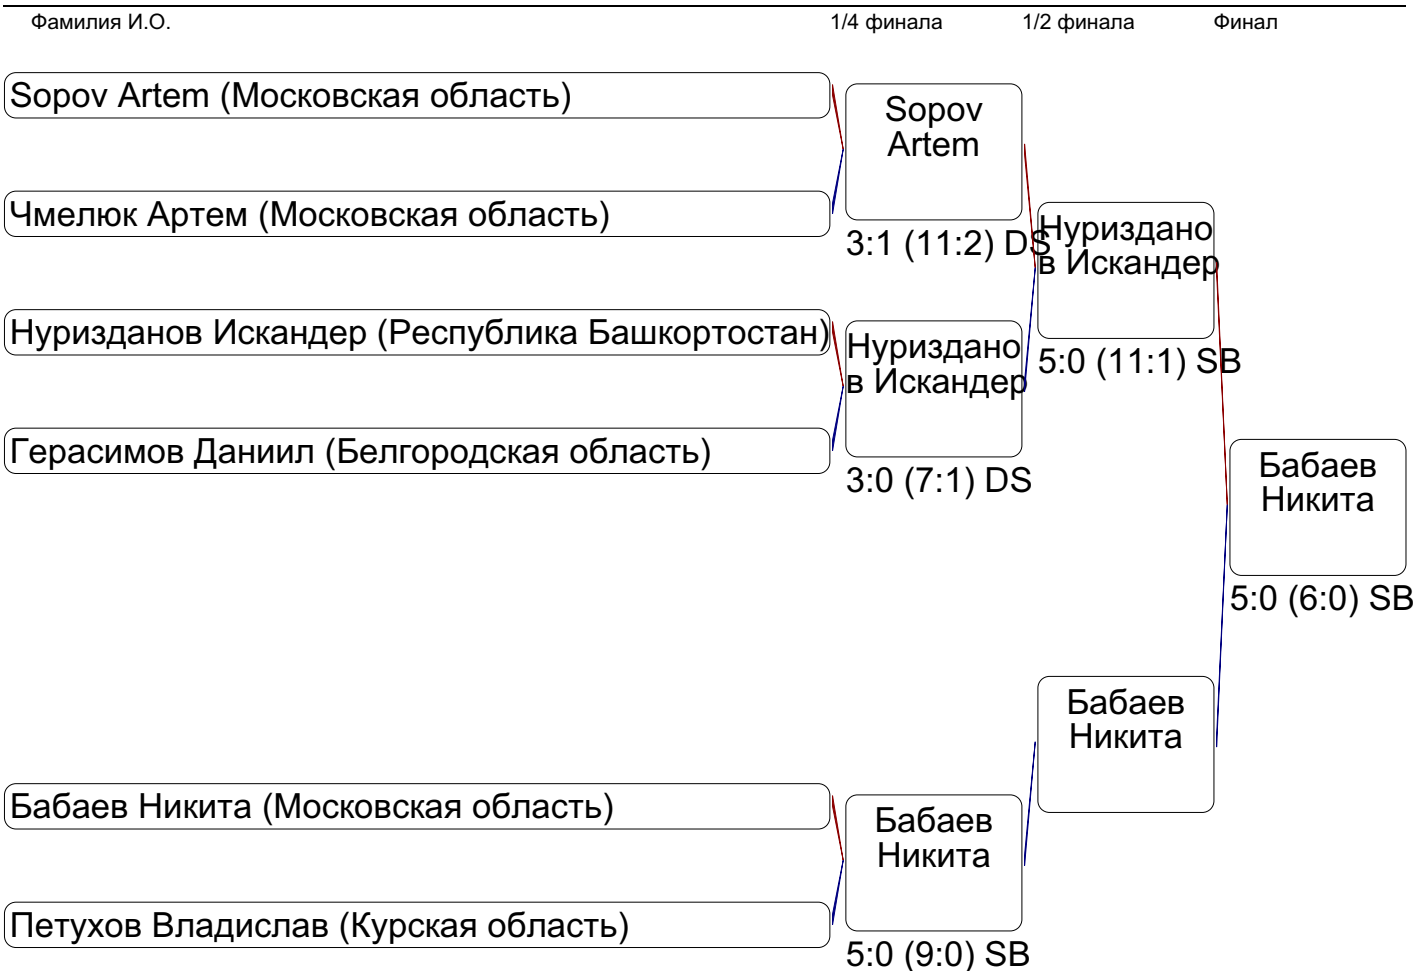 Фамилия И.О. 1/4 финала 1/2 финала Финал
Sopov Artem (Московская область)
Sopov
Artem
Чмелюк Артем (Московская область)
3:1 (11:2) DS
Нуриздано
в Искандер
Нуризданов Искандер (Республика Башкортостан)
Нуриздано
в Искандер
5:0 (11:1) SB
Герасимов Даниил (Белгородская область)
3:0 (7:1) DS
Бабаев
Никита
5:0 (6:0) SB
Бабаев
Никита
Бабаев Никита (Московская область)
Бабаев
Никита
Петухов Владислав (Курская область)
5:0 (9:0) SB